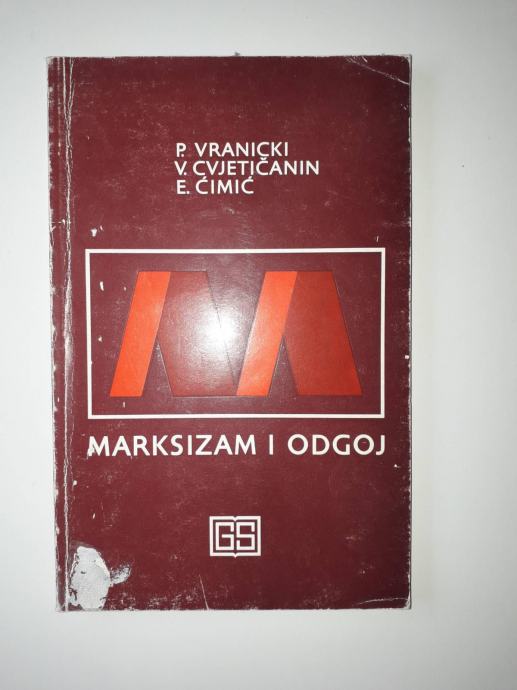 P. VRANICKI
V. CVJETIČANIN
E. ĆIMIĆ
MARKSIZAM I ODGOJ
GS